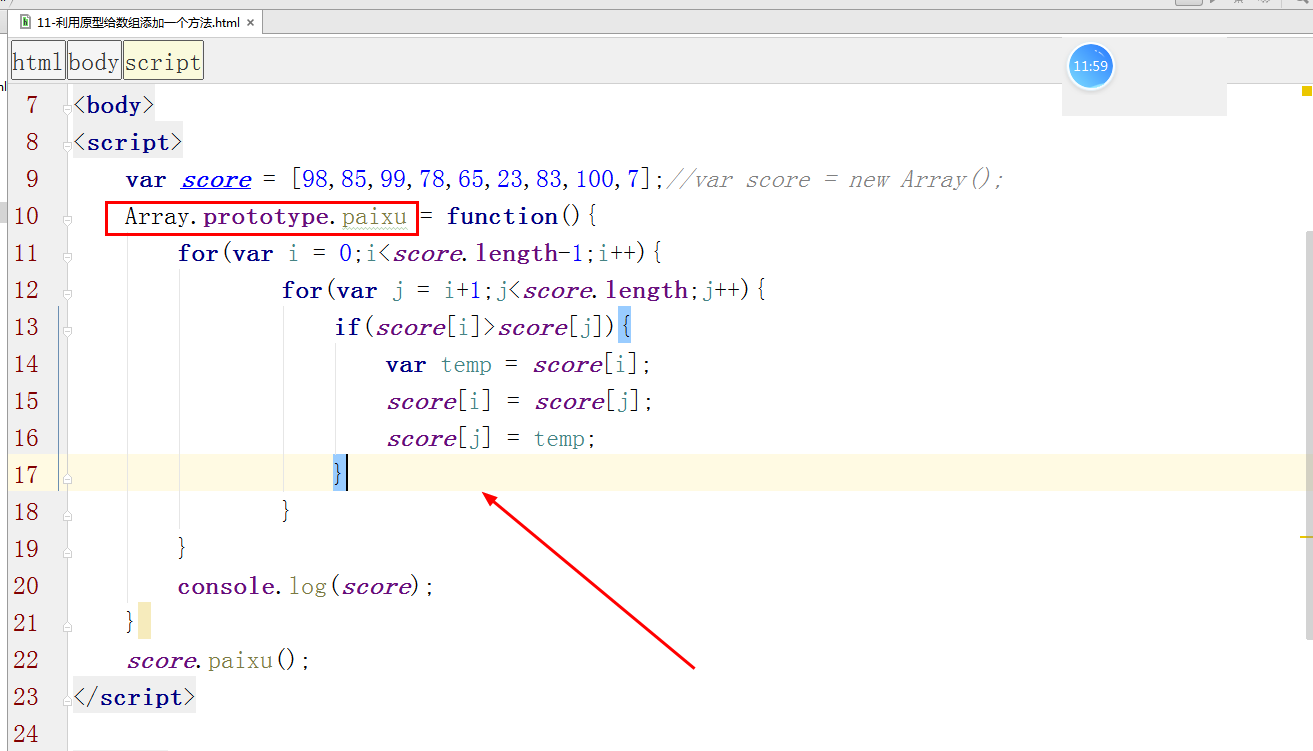 11-利用原型给数组添加一个方法.html ×
html body script
11:59
7 <body>
8 <script>
9 var score = [98,85,99,78,65,23,83,100,7];//var score = new Array();
10 Array.prototype.paixu = function(){
11 for(var i = 0;i<score.length-1;i++){
12 for(var j = i+1;j<score.length;j++){
13 if(score[i]>score[j]){
14 var temp = score[i];
15 score[i] = score[j];
16 score[j] = temp;
17 }
18 }
19 }
20 console.log(score);
21 }
22 score.paixu();
23 </script>
24